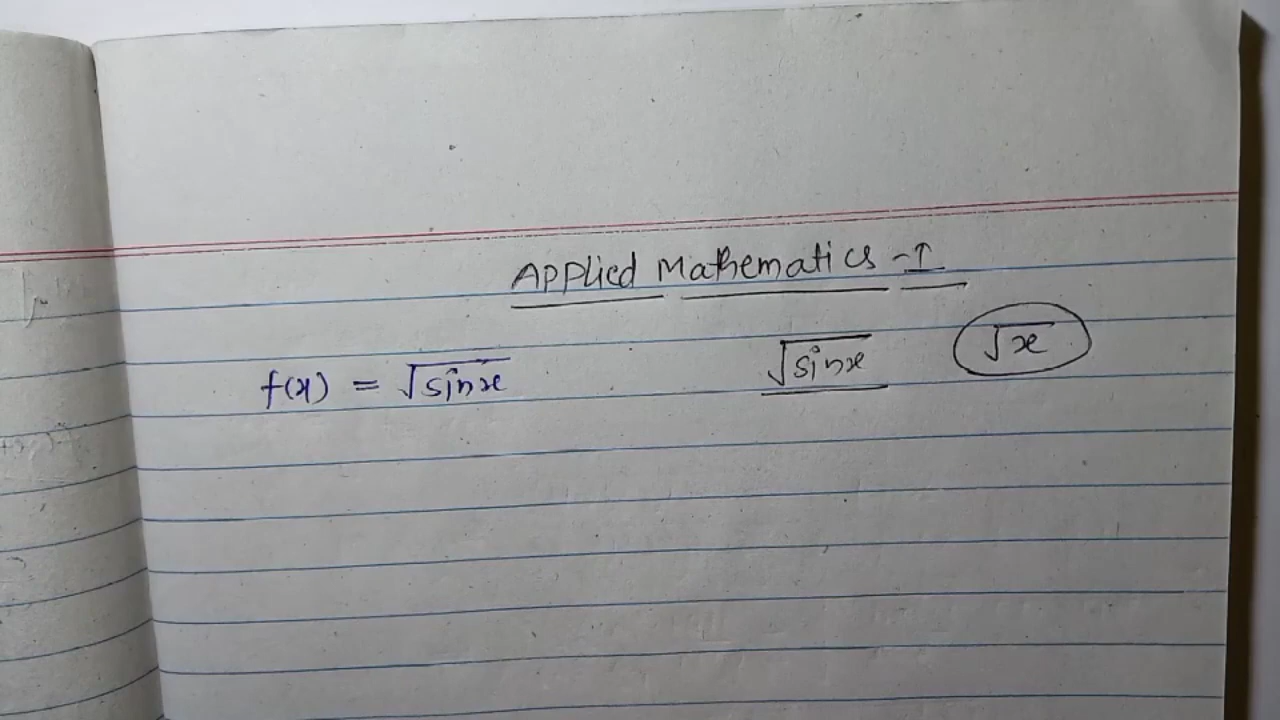 Applied Mathematics - I
f(x) = √sinx √sinx √x